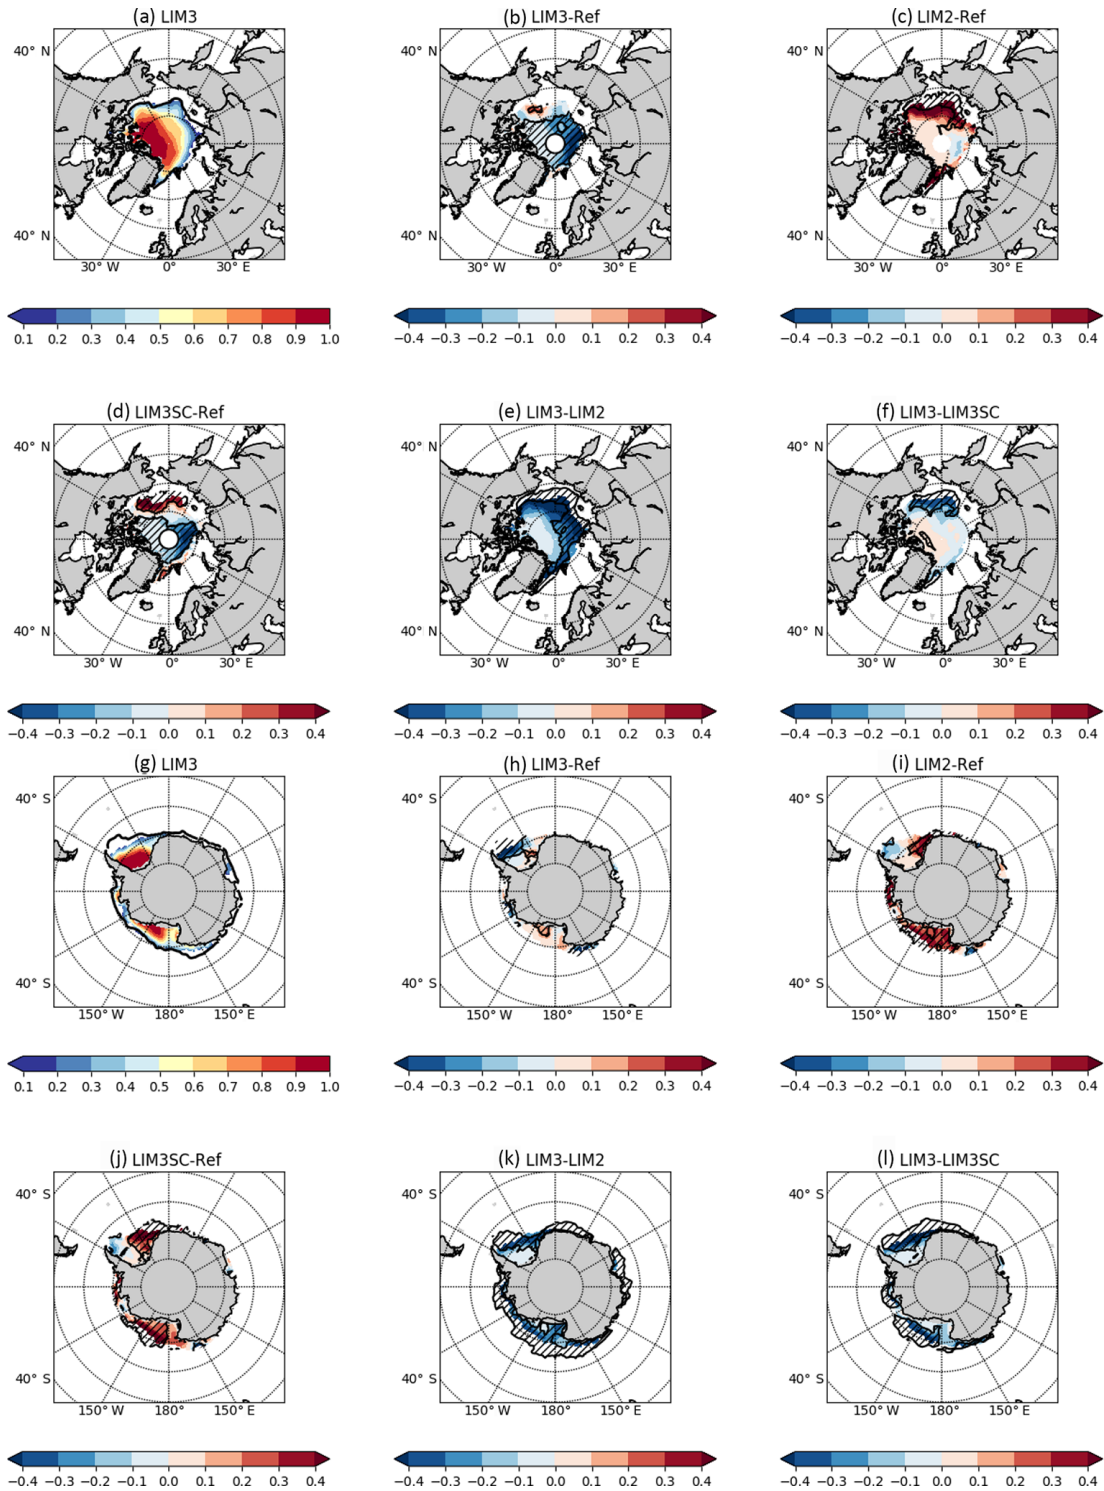 (a) LIM3 (b) LIM3-Ref (c) LIM2-Ref
40° N 40° N 40° N
40° N 40° N 40° N
30° W 0° 30° E 30° W 0° 30° E 30° W 0° 30° E
0.1 0.2 0.3 0.4 0.5 0.6 0.7 0.8 0.9 1.0 −0.4 −0.3 −0.2 −0.1 0.0 0.1 0.2 0.3 0.4 −0.4 −0.3 −0.2 −0.1 0.0 0.1 0.2 0.3 0.4
(d) LIM3SC-Ref (e) LIM3-LIM2 (f) LIM3-LIM3SC
40° N 40° N 40° N
40° N 40° N 40° N
30° W 0° 30° E 30° W 0° 30° E 30° W 0° 30° E
−0.4 −0.3 −0.2 −0.1 0.0 0.1 0.2 0.3 0.4 −0.4 −0.3 −0.2 −0.1 0.0 0.1 0.2 0.3 0.4 −0.4 −0.3 −0.2 −0.1 0.0 0.1 0.2 0.3 0.4
(g) LIM3 (h) LIM3-Ref (i) LIM2-Ref
40° S 40° S 40° S
40° S 40° S 40° S
150° W 180° 150° E 150° W 180° 150° E 150° W 180° 150° E
0.1 0.2 0.3 0.4 0.5 0.6 0.7 0.8 0.9 1.0 −0.4 −0.3 −0.2 −0.1 0.0 0.1 0.2 0.3 0.4 −0.4 −0.3 −0.2 −0.1 0.0 0.1 0.2 0.3 0.4
(j) LIM3SC-Ref (k) LIM3-LIM2 (l) LIM3-LIM3SC
40° S 40° S 40° S
40° S 40° S 40° S
150° W 180° 150° E 150° W 180° 150° E 150° W 180° 150° E
−0.4 −0.3 −0.2 −0.1 0.0 0.1 0.2 0.3 0.4 −0.4 −0.3 −0.2 −0.1 0.0 0.1 0.2 0.3 0.4 −0.4 −0.3 −0.2 −0.1 0.0 0.1 0.2 0.3 0.4